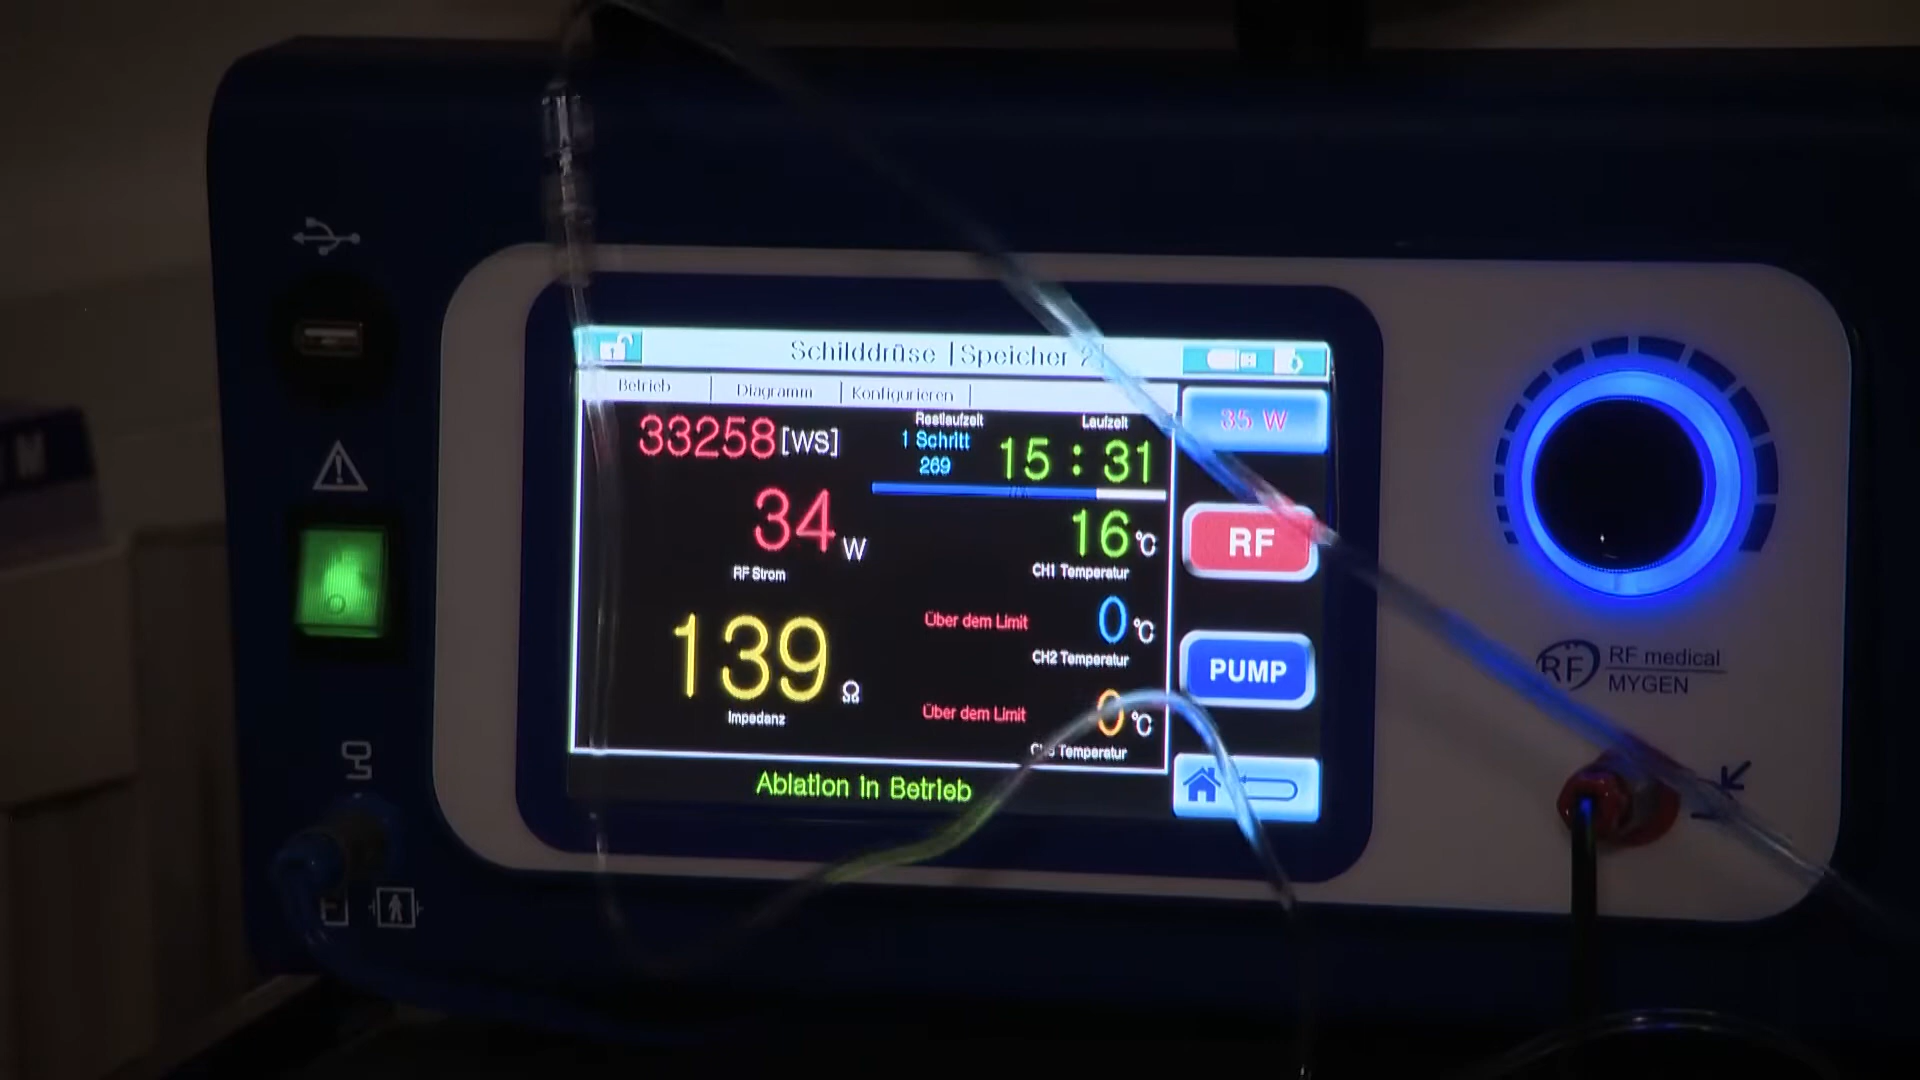 Schilddrüse | Speicher 2
Betrieb
Diagramm
Konfigurieren
33258 [WS]
Restlaufzeit
1 Schritt
269
Laufzeit
15 : 31
35 W
34 W
RF Strom
16 °C
CH1 Temperatur
RF
139 Ω
Impedanz
Über dem Limit
0 °C
CH2 Temperatur
PUMP
Über dem Limit
0 °C
Temperatur
Ablation in Betrieb
RF
RF medical
MYGEN